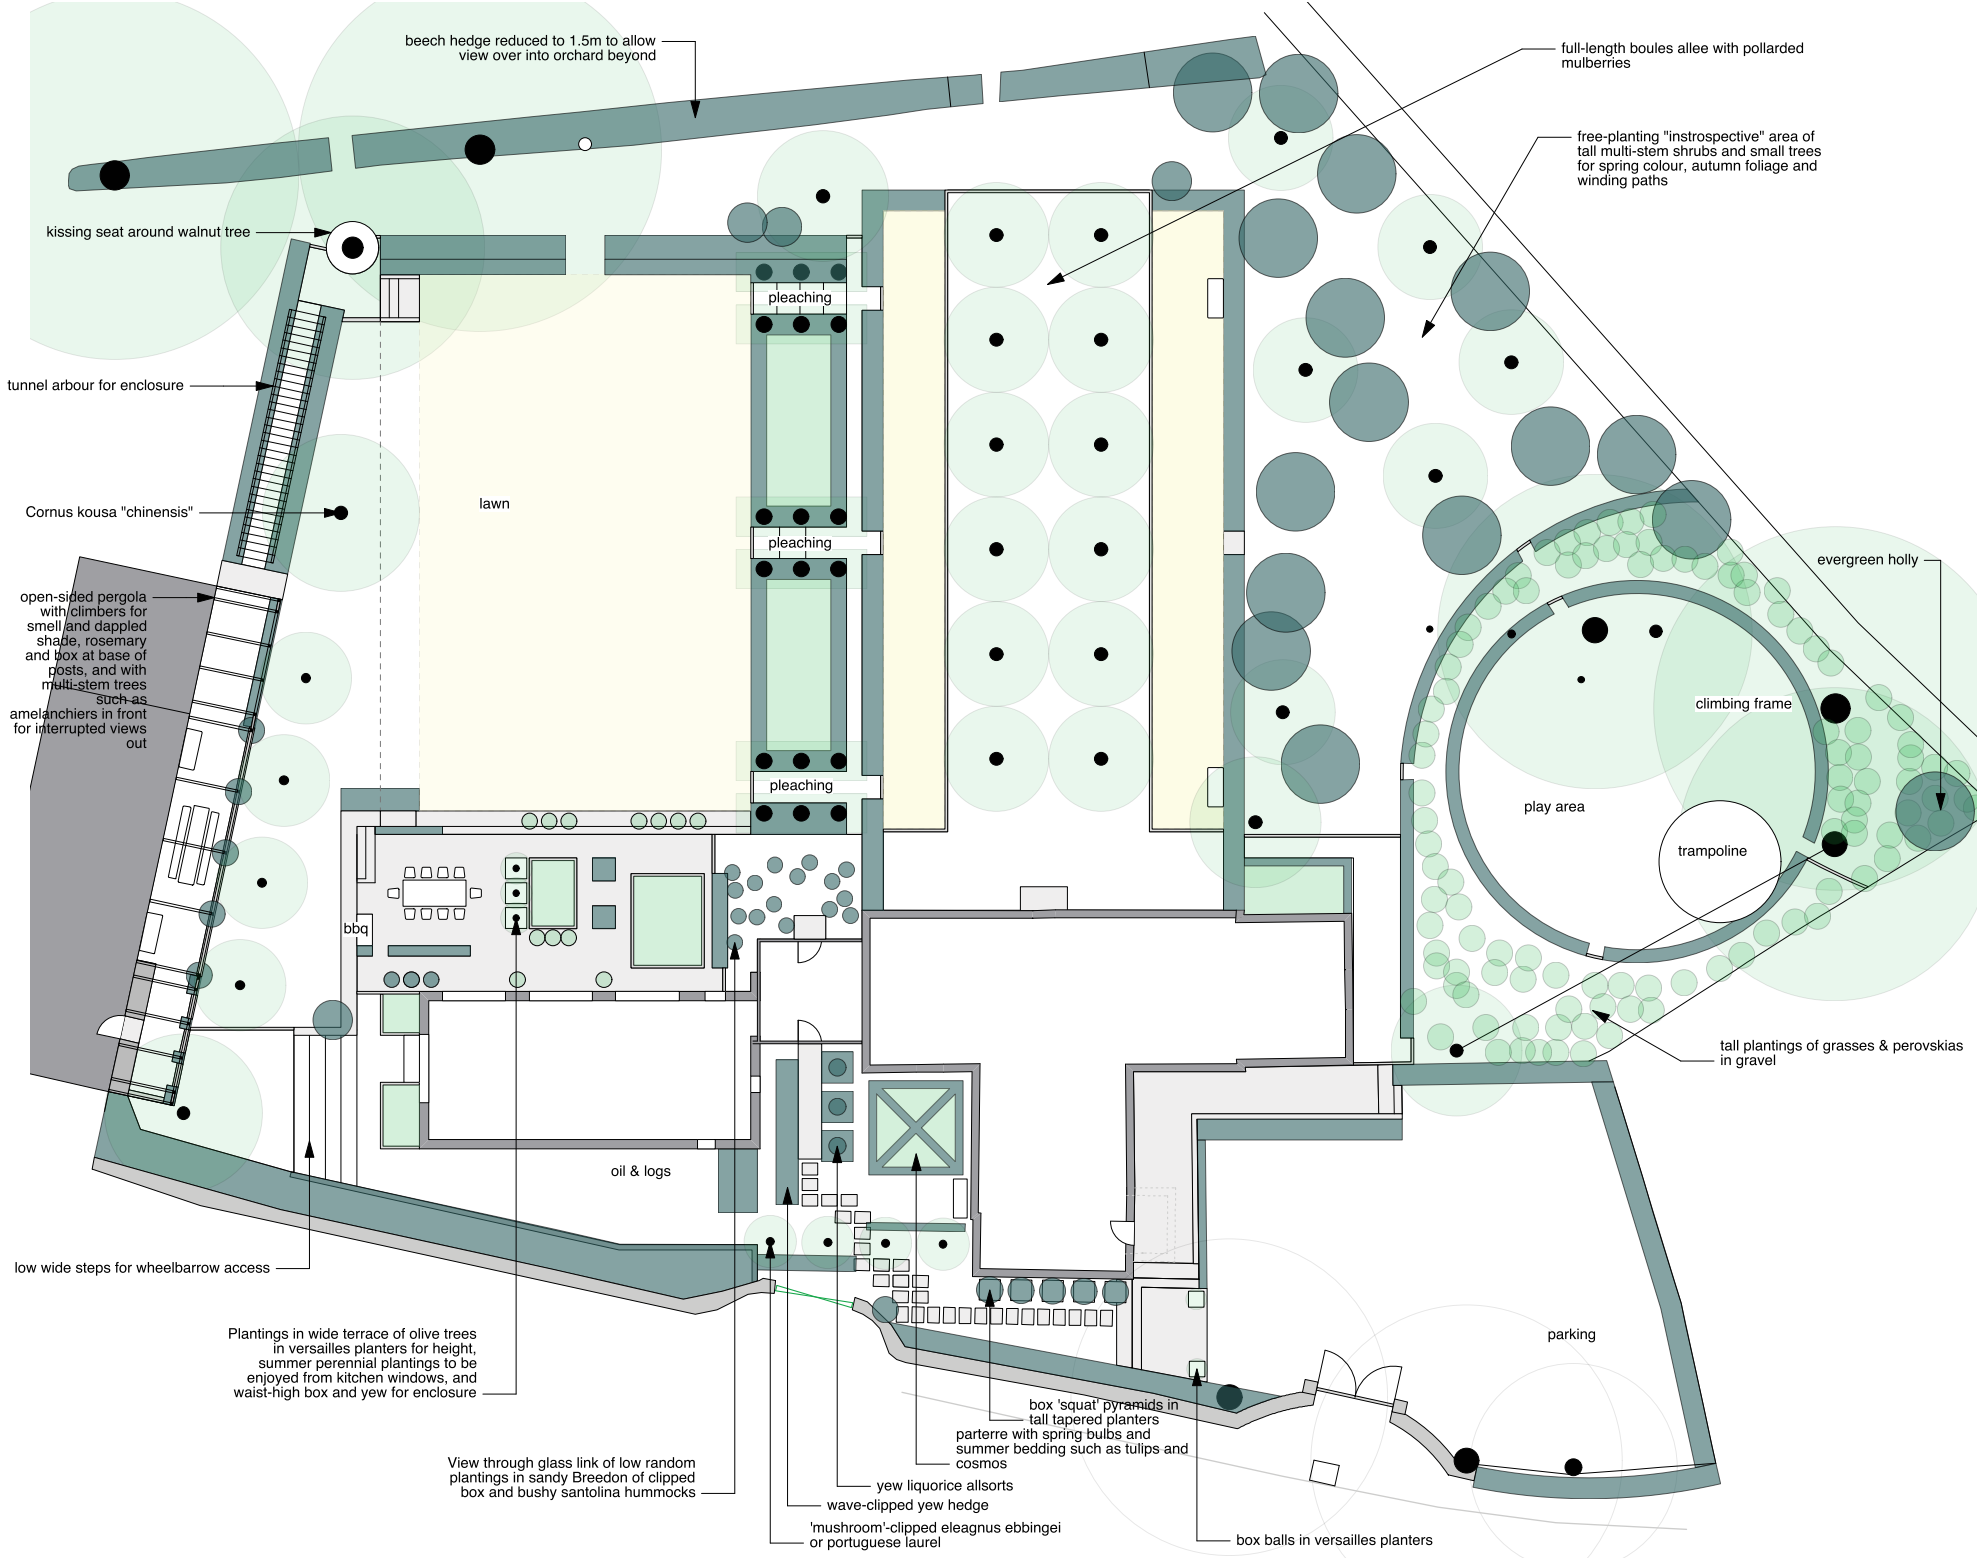 beech hedge reduced to 1.5m to allow
view over into orchard beyond
full-length boules allee with pollarded
mulberries
free-planting "instrospective" area of
tall multi-stem shrubs and small trees
for spring colour, autumn foliage and
winding paths
kissing seat around walnut tree
pleaching
tunnel arbour for enclosure
lawn
Cornus kousa "chinensis"
pleaching
evergreen holly
open-sided pergola
with climbers for
smell and dappled
shade, rosemary
and box at base of
posts, and with
multi-stem trees
such as
amelanchiers in front
for interrupted views
out
climbing frame
pleaching
play area
trampoline
bbq
tall plantings of grasses & perovskias
in gravel
oil & logs
low wide steps for wheelbarrow access
Plantings in wide terrace of olive trees
in versailles planters for height,
summer perennial plantings to be
enjoyed from kitchen windows, and
waist-high box and yew for enclosure
parking
box 'squat' pyramids in
tall tapered planters
parterre with spring bulbs and
summer bedding such as tulips and
cosmos
View through glass link of low random
plantings in sandy Breedon of clipped
box and bushy santolina hummocks
yew liquorice allsorts
wave-clipped yew hedge
'mushroom'-clipped eleagnus ebbingei
or portuguese laurel
box balls in versailles planters